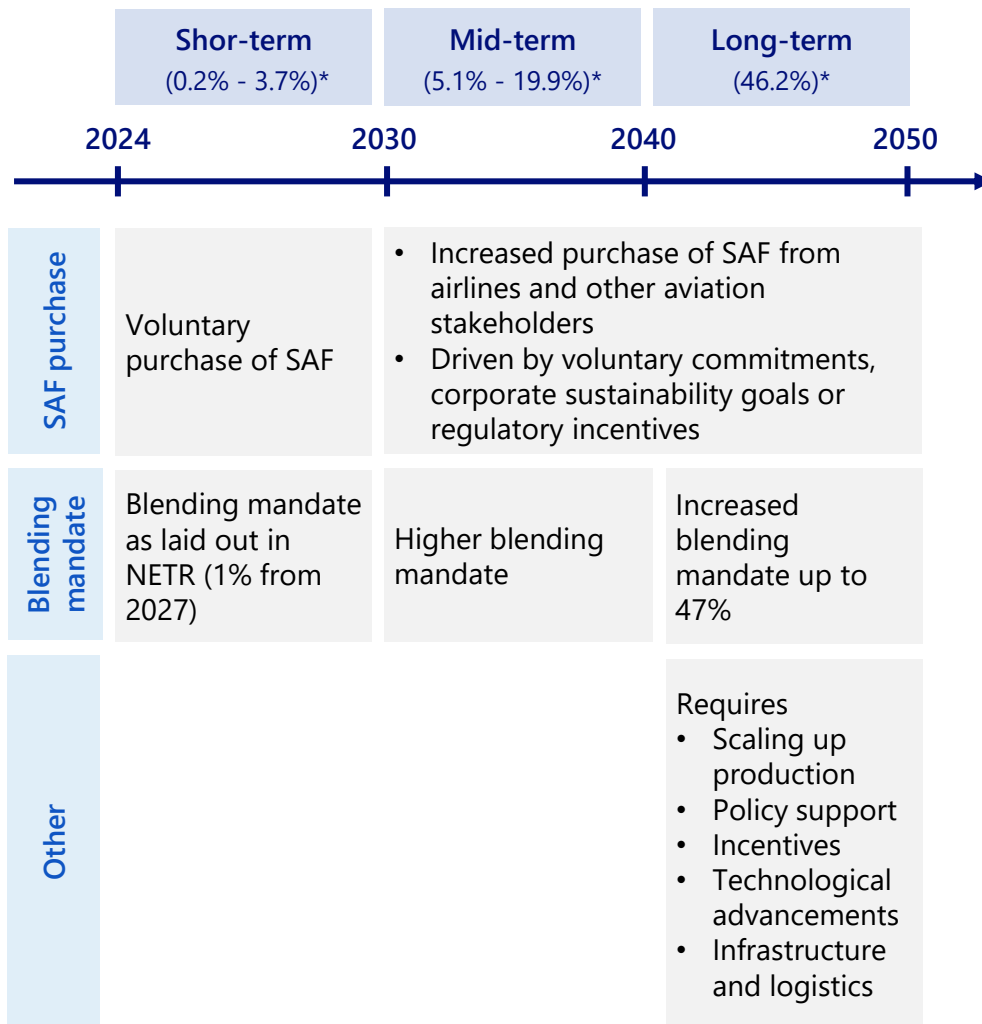 Shor-term
(0.2% - 3.7%)*
Mid-term
(5.1% - 19.9%)*
Long-term
(46.2%)*
2024
2030
2040
2050
SAF purchase
Voluntary
purchase of SAF
• Increased purchase of SAF from
airlines and other aviation
stakeholders
• Driven by voluntary commitments,
corporate sustainability goals or
regulatory incentives
Blending
mandate
Blending mandate
as laid out in
NETR (1% from
2027)
Higher blending
mandate
Increased
blending
mandate up to
47%
Other
Requires
• Scaling up
production
• Policy support
• Incentives
• Technological
advancements
• Infrastructure
and logistics